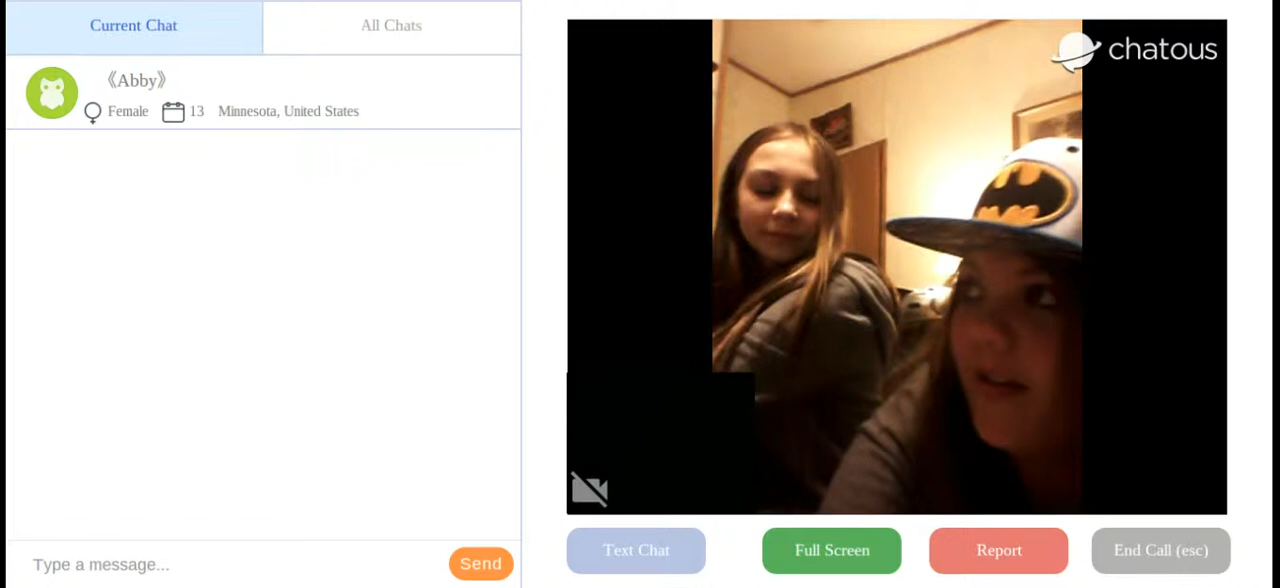 Current Chat
All Chats
《Abby》
Female 13 Minnesota, United States
chatous
Type a message...
Send
Text Chat
Full Screen
Report
End Call (esc)